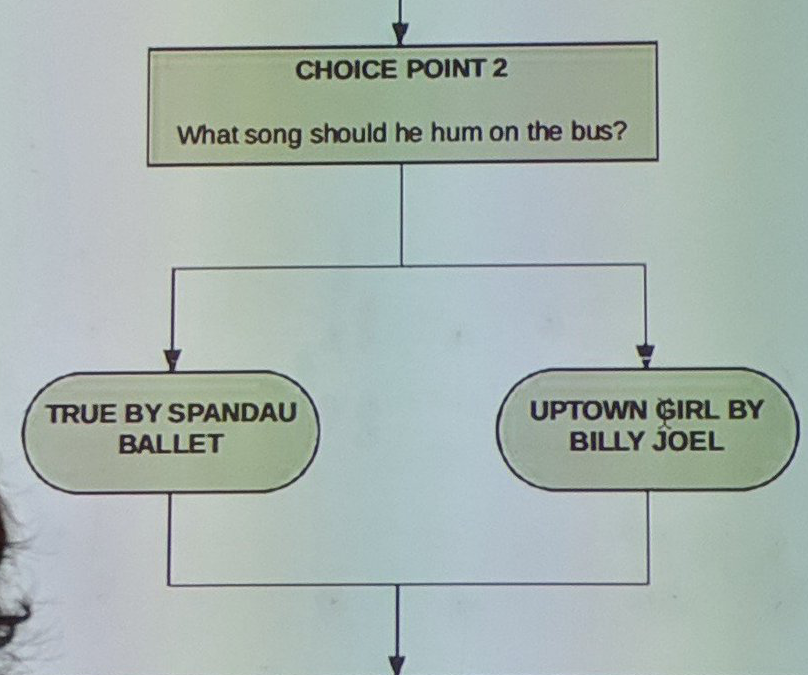 CHOICE POINT 2
What song should he hum on the bus?
TRUE BY SPANDAU
BALLET
UPTOWN GIRL BY
BILLY JOEL